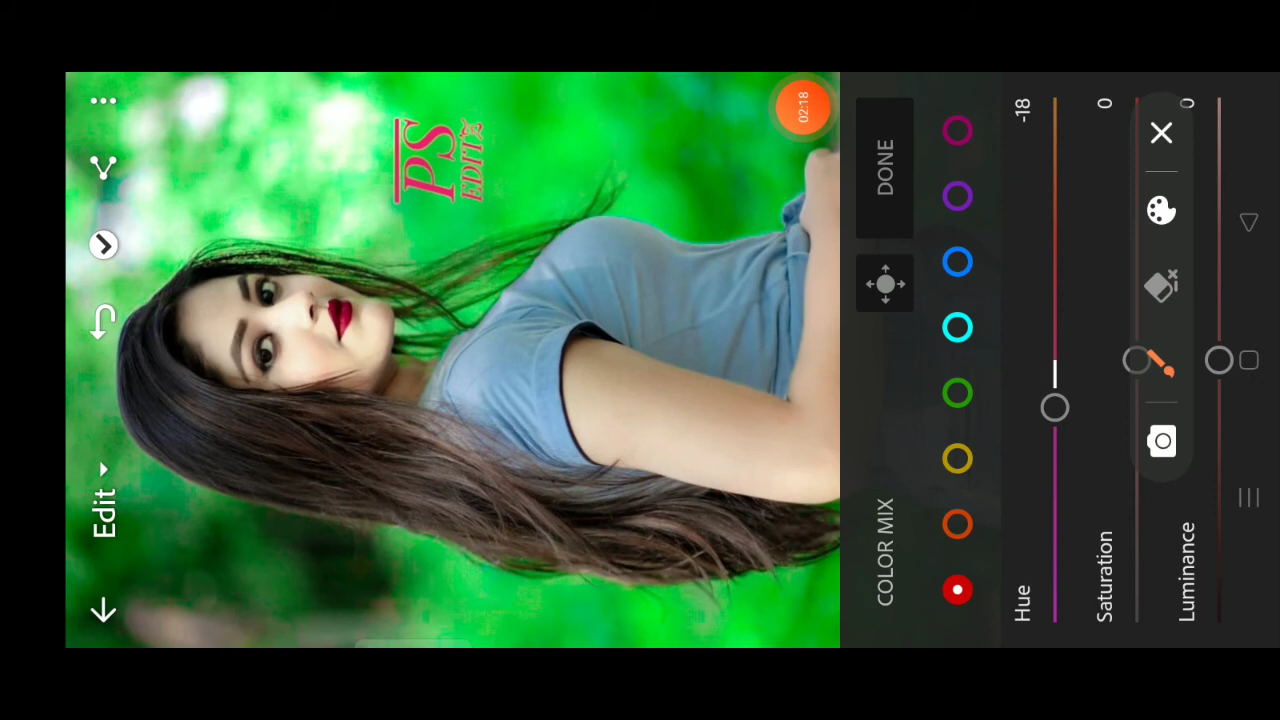 Edit
PS
EDITZ
02:18
COLOR MIX
DONE
Hue
-18
Saturation
0
Luminance
0